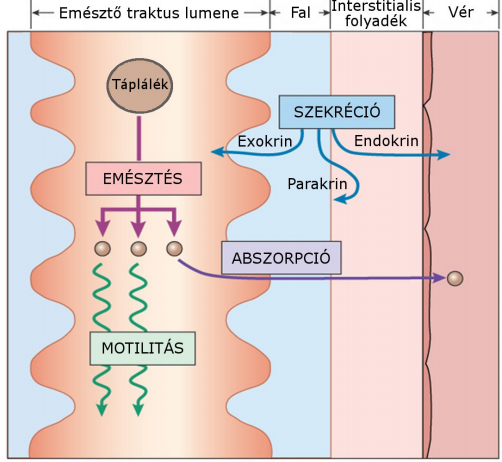 Emésztő traktus lumene
Fal
Interstitialis
folyadék
Vér
Táplálék
SZEKRÉCIÓ
Exokrin
Endokrin
Parakrin
EMÉSZTÉS
ABSZORPCIÓ
MOTILITÁS